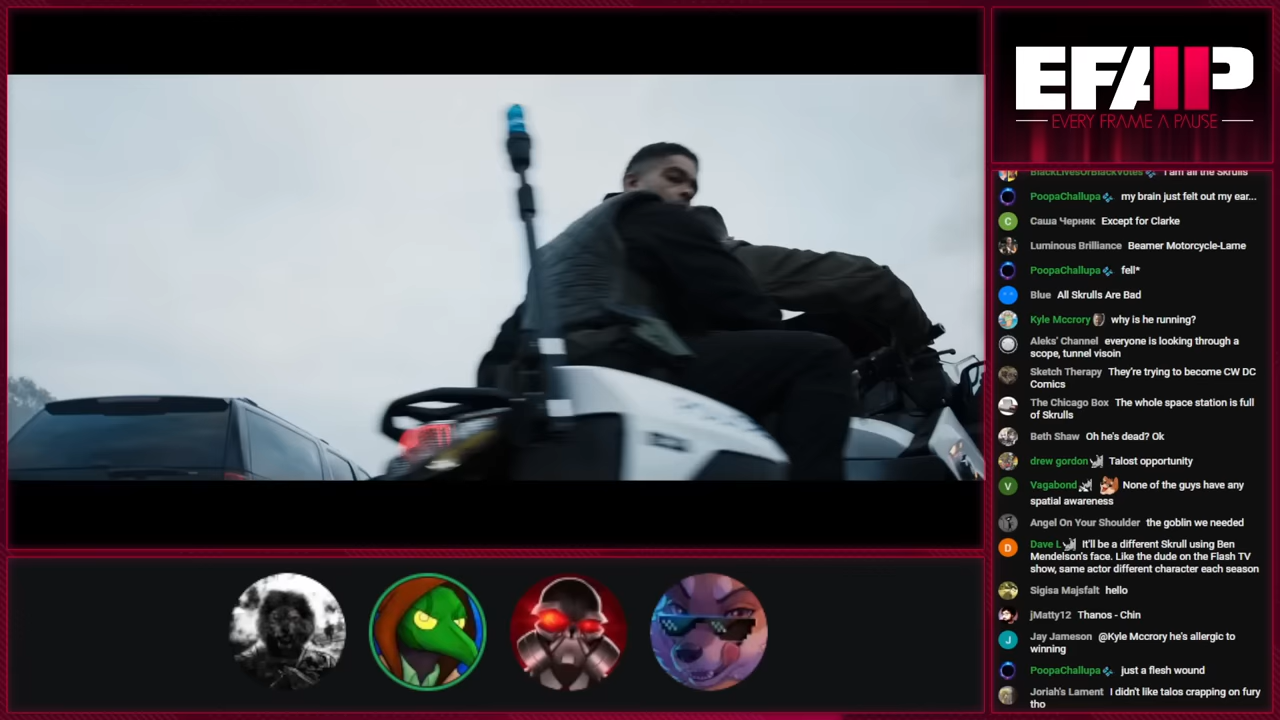 EFAP
EVERY FRAME A PAUSE
BlackLivesOrBlackVotes I am all the Skrulls
PoopaChallupa my brain just felt out my ear...
C Саша Черняк Except for Clarke
Luminous Brilliance Beamer Motorcycle-Lame
PoopaChallupa fell*
Blue All Skrulls Are Bad
Kyle Mccrory why is he running?
Aleks' Channel everyone is looking through a
scope, tunnel visoin
Sketch Therapy They're trying to become CW DC
Comics
The Chicago Box The whole space station is full
of Skrulls
Beth Shaw Oh he's dead? Ok
drew gordon Talost opportunity
V Vagabond None of the guys have any
spatial awareness
Angel On Your Shoulder the goblin we needed
D Dave L It'll be a different Skrull using Ben
Mendelson's face. Like the dude on the Flash TV
show, same actor different character each season
Sigisa Majsfalt hello
jMatty12 Thanos - Chin
J Jay Jameson @Kyle Mccrory he's allergic to
winning
PoopaChallupa just a flesh wound
Joriah's Lament I didn't like talos crapping on fury
tho